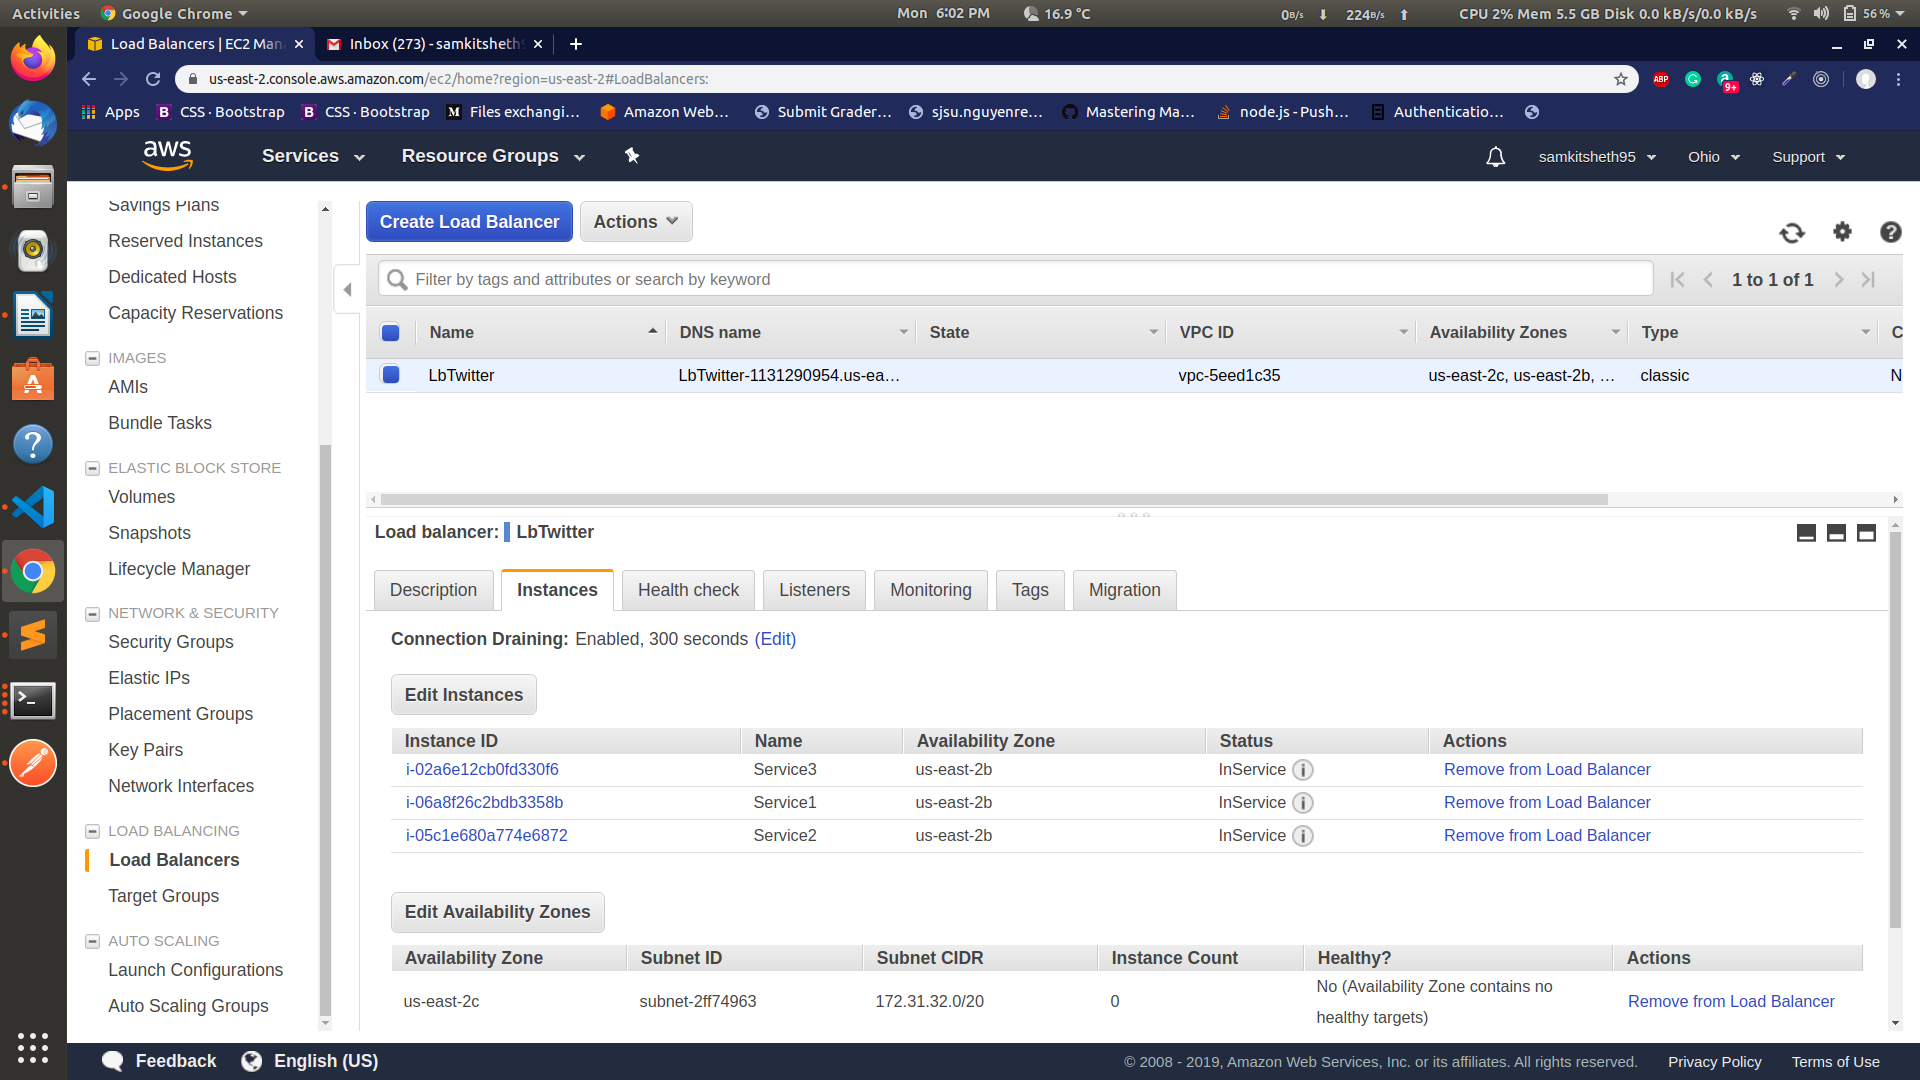 Activities Google Chrome Mon 6:02 PM 16.9 °C 0B/s 224B/s CPU 2% Mem 5.5 GB Disk 0.0 kB/s/0.0 kB/s 56 %
Load Balancers | EC2 Man Inbox (273) - samkitsheth9
us-east-2.console.aws.amazon.com/ec2/home?region=us-east-2#LoadBalancers: ABP 9+
Apps CSS · Bootstrap CSS · Bootstrap Files exchangi... Amazon Web... Submit Grader... sjsu.nguyenre... Mastering Ma... node.js - Push... Authenticatio...
aws Services Resource Groups samkitsheth95 Ohio Support
Savings Plans
Reserved Instances
Dedicated Hosts
Capacity Reservations
IMAGES
AMIs
Bundle Tasks
ELASTIC BLOCK STORE
Volumes
Snapshots
Lifecycle Manager
NETWORK & SECURITY
Security Groups
Elastic IPs
Placement Groups
Key Pairs
Network Interfaces
LOAD BALANCING
Load Balancers
Target Groups
AUTO SCALING
Launch Configurations
Auto Scaling Groups
Create Load Balancer Actions
Filter by tags and attributes or search by keyword 1 to 1 of 1
Name DNS name State VPC ID Availability Zones Type C
LbTwitter LbTwitter-1131290954.us-ea... vpc-5eed1c35 us-east-2c, us-east-2b, ... classic N
Load balancer: LbTwitter
Description Instances Health check Listeners Monitoring Tags Migration
Connection Draining: Enabled, 300 seconds (Edit)
Edit Instances
Instance ID Name Availability Zone Status Actions
i-02a6e12cb0fd330f6 Service3 us-east-2b InService Remove from Load Balancer
i-06a8f26c2bdb3358b Service1 us-east-2b InService Remove from Load Balancer
i-05c1e680a774e6872 Service2 us-east-2b InService Remove from Load Balancer
Edit Availability Zones
Availability Zone Subnet ID Subnet CIDR Instance Count Healthy? Actions
us-east-2c subnet-2ff74963 172.31.32.0/20 0 No (Availability Zone contains no healthy targets) Remove from Load Balancer
Feedback English (US) © 2008 - 2019, Amazon Web Services, Inc. or its affiliates. All rights reserved. Privacy Policy Terms of Use